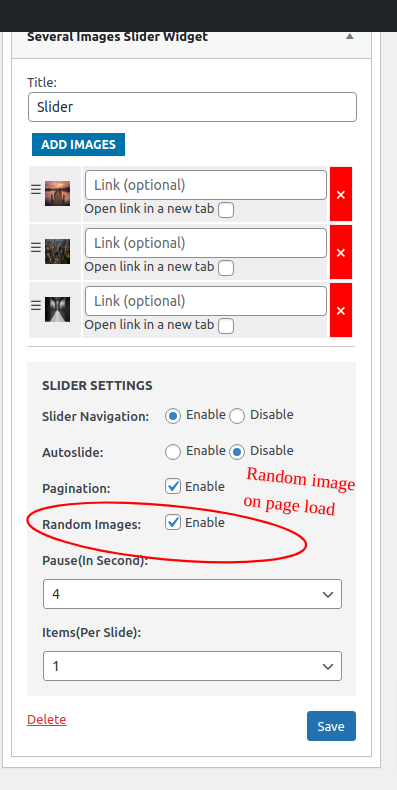 Several Images Slider Widget
Title:
Slider
ADD IMAGES
Link (optional)
Open link in a new tab
×
Link (optional)
Open link in a new tab
×
Link (optional)
Open link in a new tab
×
SLIDER SETTINGS
Slider Navigation: Enable Disable
Autoslide: Enable Disable
Pagination: Enable
Random image
on page load
Random Images: Enable
Pause(In Second):
4
Items(Per Slide):
1
Delete
Save